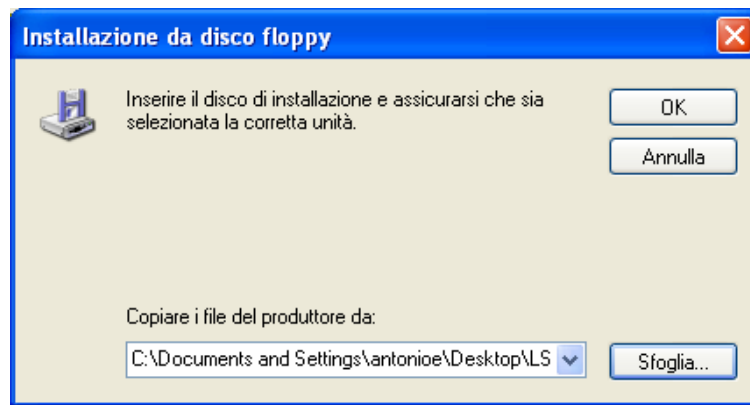 Installazione da disco floppy
Inserire il disco di installazione e assicurarsi che sia
selezionata la corretta unità.
OK
Annulla
Copiare i file del produttore da:
C:\Documents and Settings\antonioe\Desktop\LS
Sfoglia...